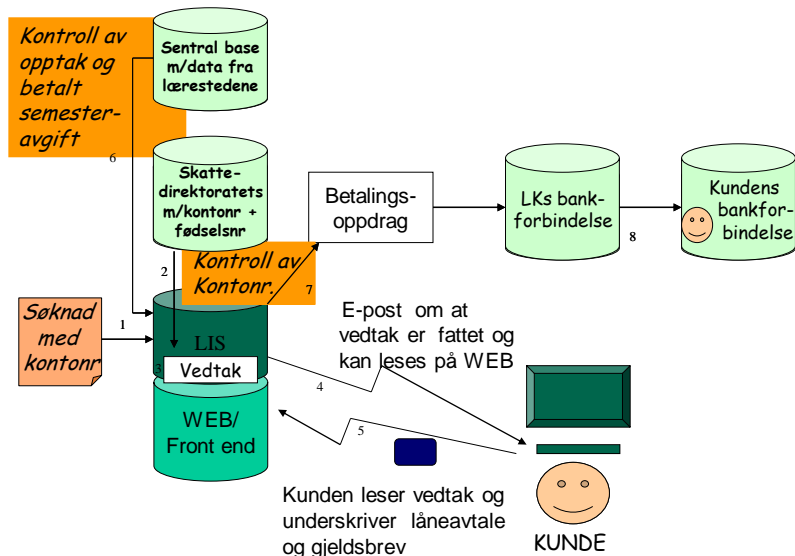 Kontroll av
opptak og
betalt
semester-
avgift
6
Sentral base
m/data fra
lærestedene
Skatte-
direktoratets
m/kontonr +
fødselsnr
2
Kontroll av
Kontonr.
7
Betalings-
oppdrag
LKs bank-
forbindelse
8
Kundens
bankfor-
bindelse
Søknad
med
kontonr
1
LIS
3
Vedtak
WEB/
Front end
E-post om at
vedtak er fattet og
kan leses på WEB
4
5
Kunden leser vedtak og
underskriver låneavtale
og gjeldsbrev
KUNDE